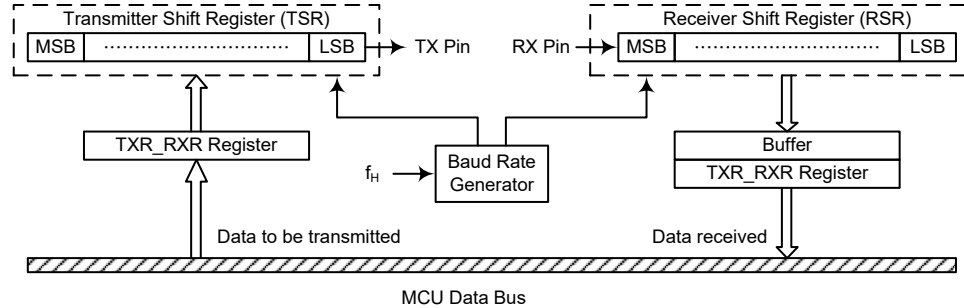 Transmitter Shift Register (TSR)
MSB ............................ LSB
TX Pin
Receiver Shift Register (RSR)
RX Pin
MSB ............................ LSB
TXR_RXR Register
Baud Rate
Generator
fH
Buffer
TXR_RXR Register
Data to be transmitted
Data received
MCU Data Bus